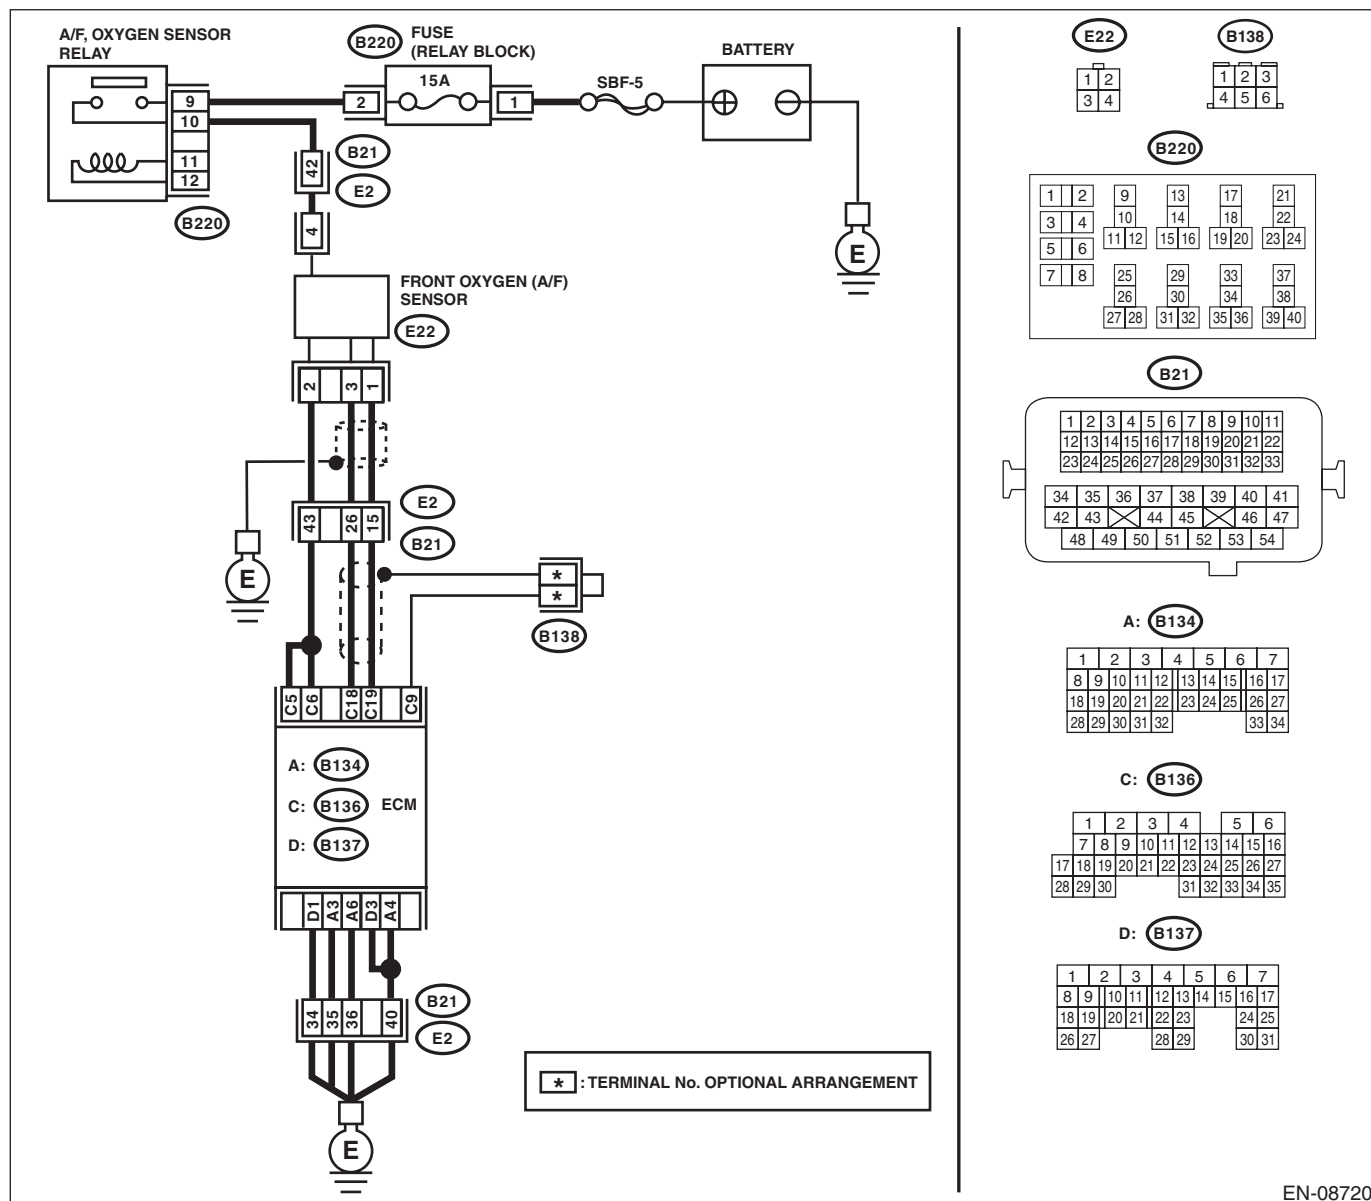 A/F, OXYGEN SENSOR
RELAY
9
10
11
12
B220
B220
FUSE
(RELAY BLOCK)
15A
2
1
SBF-5
BATTERY
E
42
B21
E2
4
FRONT OXYGEN (A/F)
SENSOR
E22
2 3 1
E
E2
43 26 15
B21
*
*
B138
C5 C6 C18 C19 C9
A: B134
C: B136 ECM
D: B137
D1 A3 A6 D3 A4
B21
34 35 36 40
E2
E
* : TERMINAL No. OPTIONAL ARRANGEMENT
E22
1 2
3 4
B138
1 2 3
4 5 6
B220
1 2 9 13 17 21
3 4 10 14 18 22
11 12 15 16 19 20 23 24
5 6
7 8 25 29 33 37
26 30 34 38
27 28 31 32 35 36 39 40
B21
1 2 3 4 5 6 7 8 9 10 11
12 13 14 15 16 17 18 19 20 21 22
23 24 25 26 27 28 29 30 31 32 33
34 35 36 37 38 39 40 41
42 43 44 45 46 47
48 49 50 51 52 53 54
A: B134
1 2 3 4 5 6 7
8 9 10 11 12 13 14 15 16 17
18 19 20 21 22 23 24 25 26 27
28 29 30 31 32 33 34
C: B136
1 2 3 4 5 6
7 8 9 10 11 12 13 14 15 16
17 18 19 20 21 22 23 24 25 26 27
28 29 30 31 32 33 34 35
D: B137
1 2 3 4 5 6 7
8 9 10 11 12 13 14 15 16 17
18 19 20 21 22 23 24 25
26 27 28 29 30 31
EN-08720